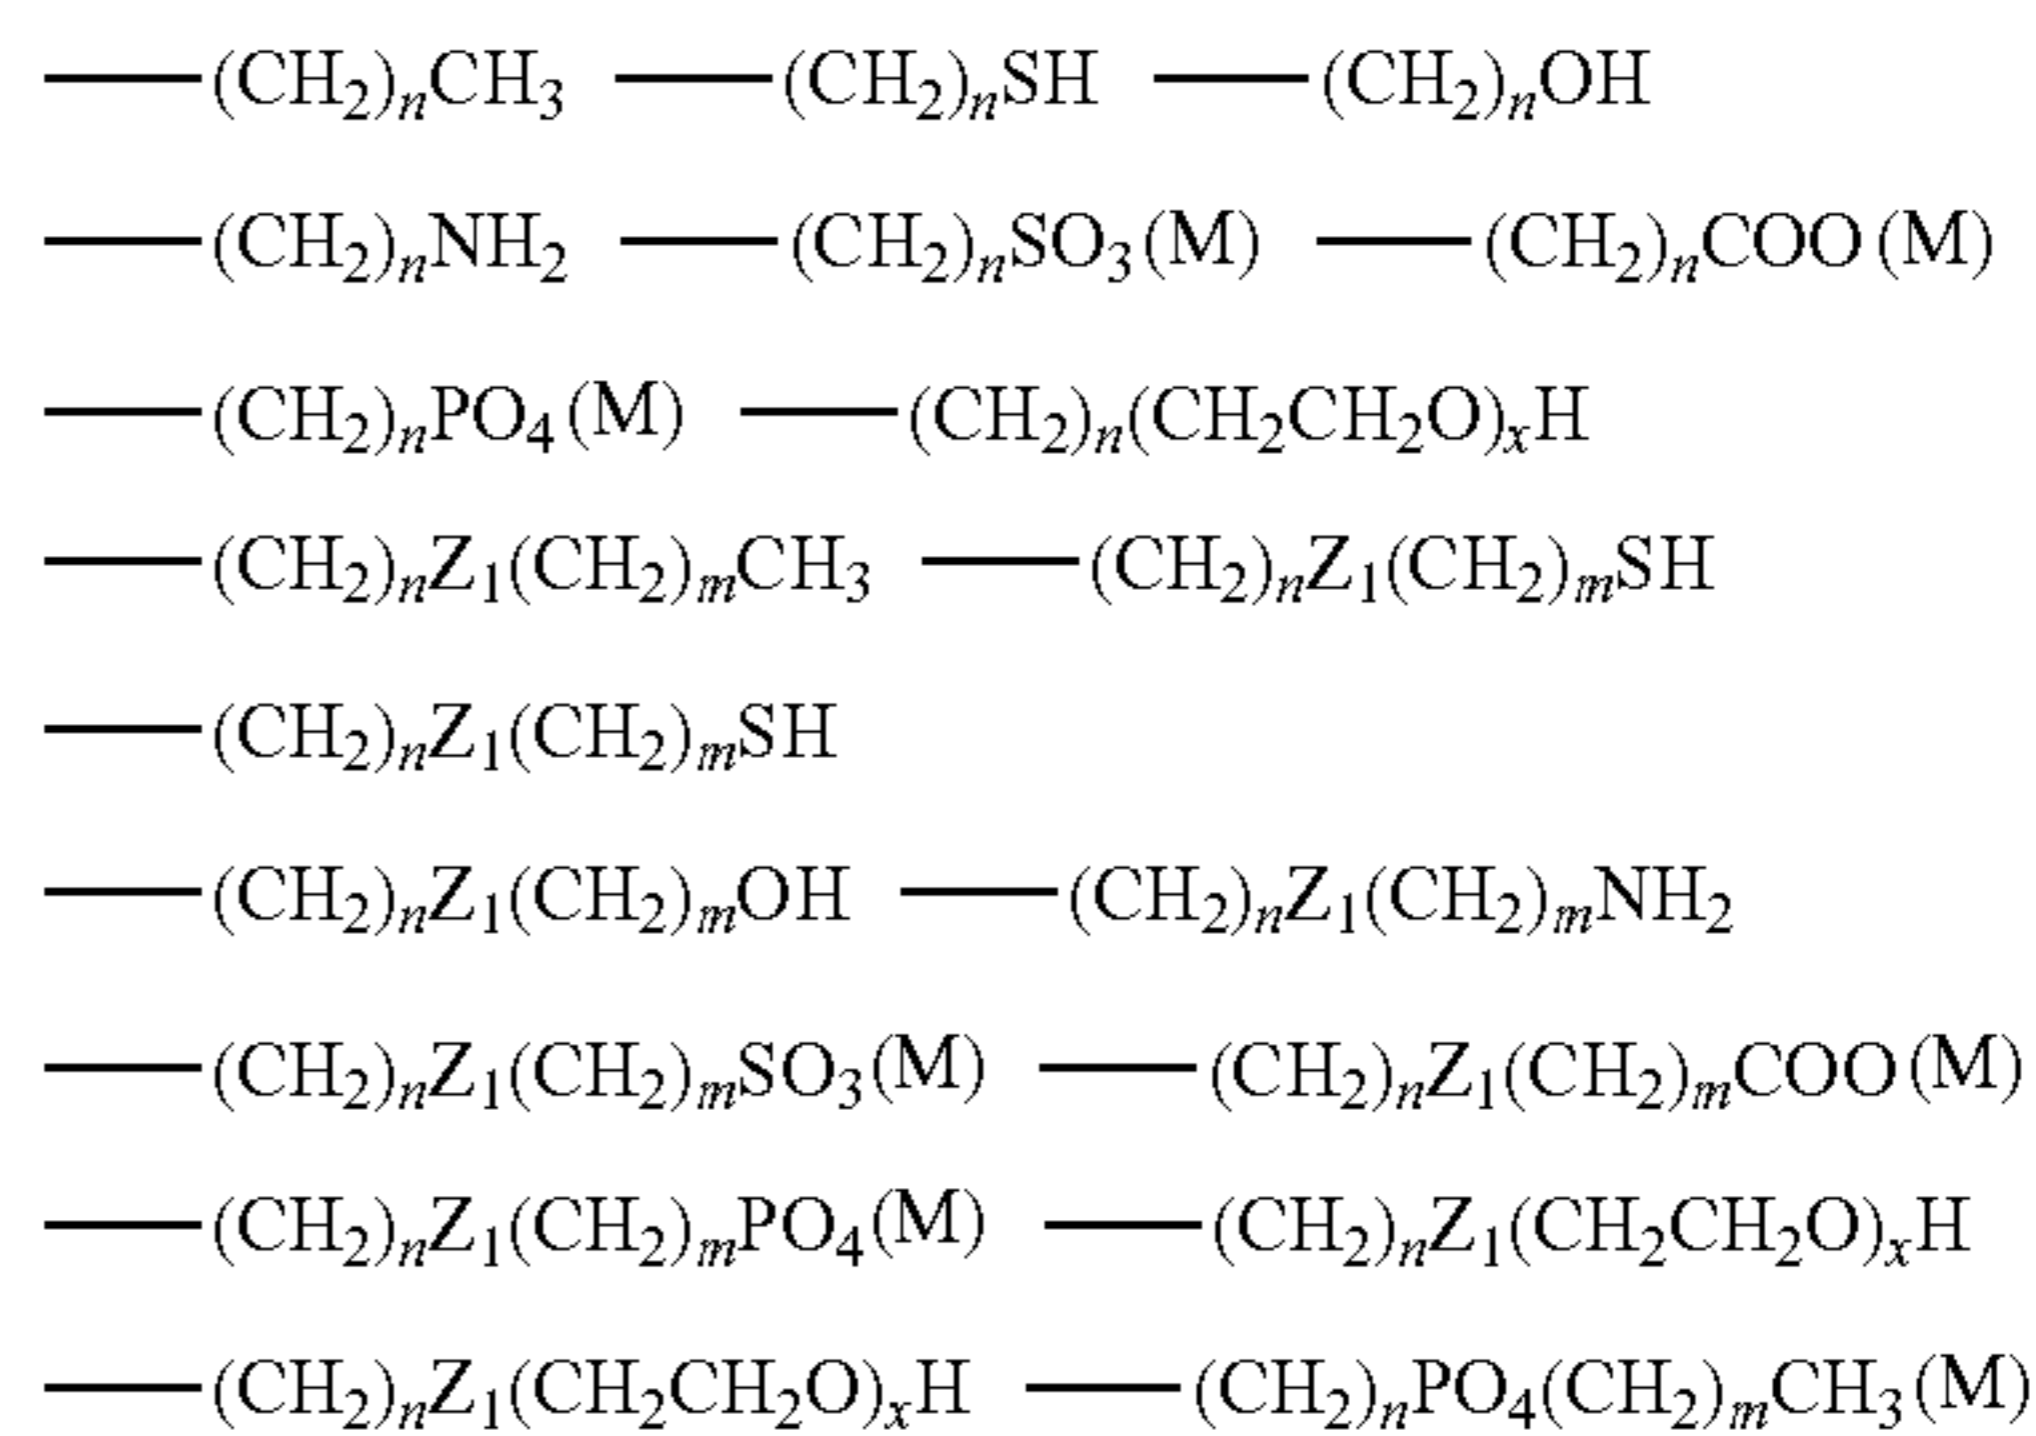 —(CH₂)ₙCH₃ —(CH₂)ₙSH —(CH₂)ₙOH
—(CH₂)ₙNH₂ —(CH₂)ₙSO₃(M) —(CH₂)ₙCOO(M)
—(CH₂)ₙPO₄(M) —(CH₂)ₙ(CH₂CH₂O)ₓH
—(CH₂)ₙZ₁(CH₂)ₘCH₃ —(CH₂)ₙZ₁(CH₂)ₘSH
—(CH₂)ₙZ₁(CH₂)ₘSH
—(CH₂)ₙZ₁(CH₂)ₘOH —(CH₂)ₙZ₁(CH₂)ₘNH₂
—(CH₂)ₙZ₁(CH₂)ₘSO₃(M) —(CH₂)ₙZ₁(CH₂)ₘCOO(M)
—(CH₂)ₙZ₁(CH₂)ₘPO₄(M) —(CH₂)ₙZ₁(CH₂CH₂O)ₓH
—(CH₂)ₙZ₁(CH₂CH₂O)ₓH —(CH₂)ₙPO₄(CH₂)ₘCH₃(M)